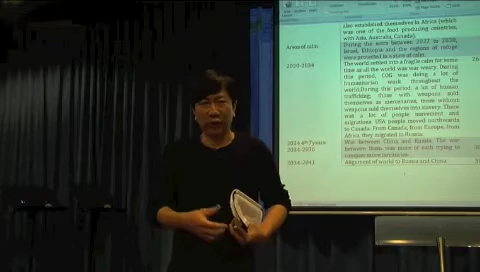 also established themselves in Africa (which
was one of the food producing countries,
with Asia, Australia, Canada).
Areas of calm
During the wars between 2027 to 2030,
Israel, Ethiopia and the regions of refuge
were protected in a state of calm.
2030-2034
The world settled into a fragile calm for some
time as all the world was war weary. During
this period, COG was doing a lot of
humanitarian work throughout the
world. During this period, a lot of human
trafficking, those with weapons sold
themselves as mercenaries, those without
weapons sold themselves into slavery. There
was a lot of people movement and
migrations. USA people moved northwards
to Canada. From Canada, from Europe, from
Africa, they migrated to Russia.
War between China and Russia. The war
between them was more of each trying to
conquer more
2034-2041
Alignment of world to Russia and China